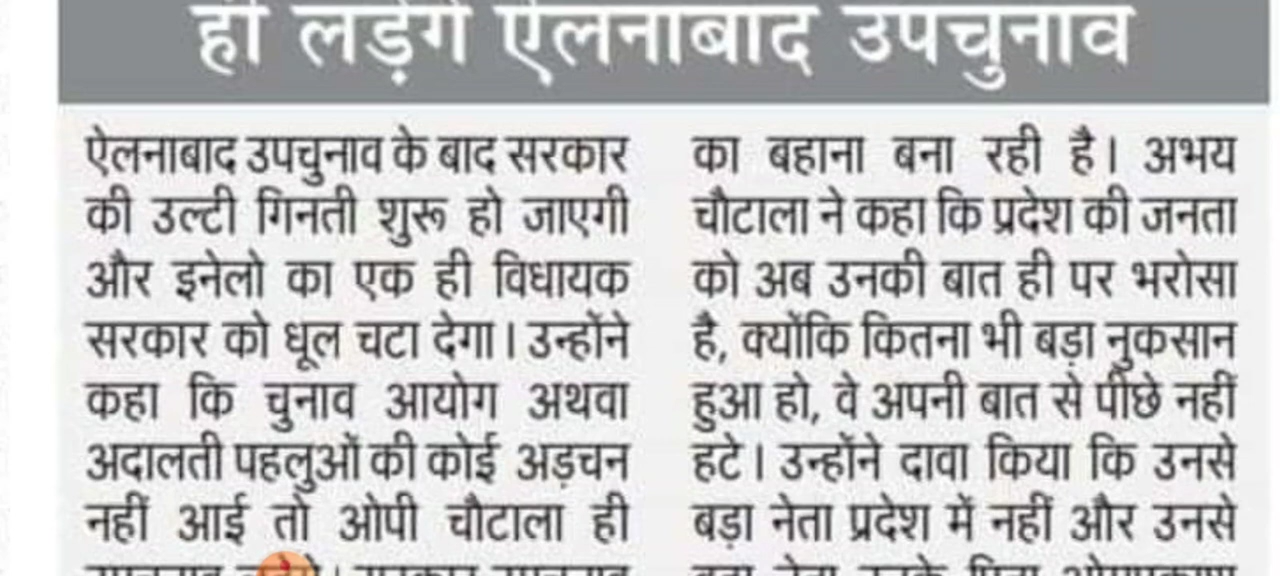 ही लड़ेंगे ऐलनाबाद उपचुनाव
ऐलनाबाद उपचुनाव के बाद सरकार
की उल्टी गिनती शुरू हो जाएगी
और इनेलो का एक ही विधायक
सरकार को धूल चटा देगा। उन्होंने
कहा कि चुनाव आयोग अथवा
अदालती पहलुओं की कोई अड़चन
नहीं आई तो ओपी चौटाला ही
का बहाना बना रही है। अभय
चौटाला ने कहा कि प्रदेश की जनता
को अब उनकी बात ही पर भरोसा
है, क्योंकि कितना भी बड़ा नुकसान
हुआ हो, वे अपनी बात से पीछे नहीं
हटे। उन्होंने दावा किया कि उनसे
बड़ा नेता प्रदेश में नहीं और उनसे